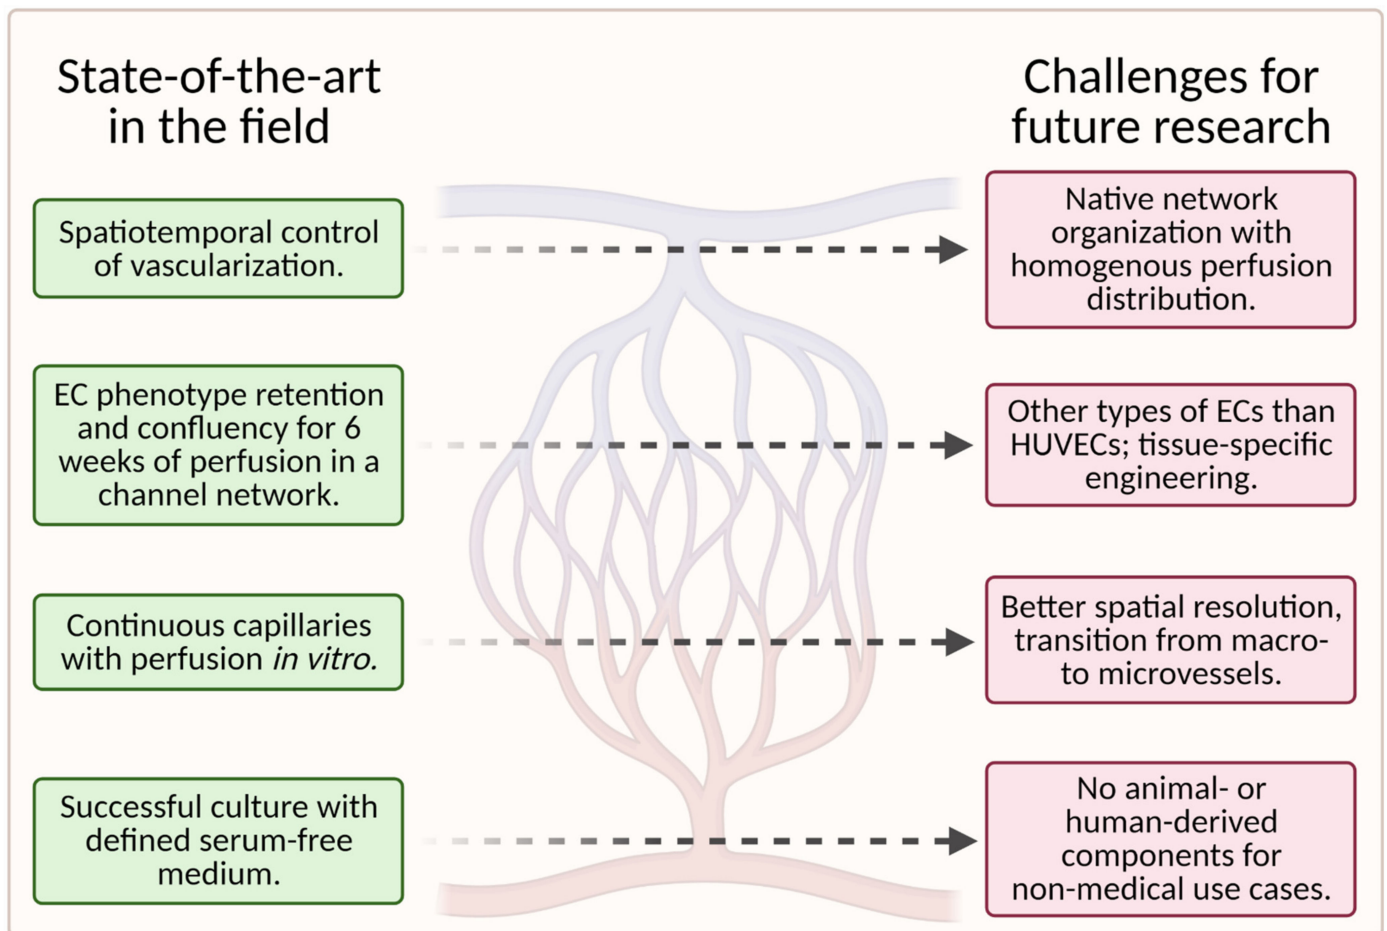 State-of-the-art
in the field
Challenges for
future research
Spatiotemporal control
of vascularization.
Native network
organization with
homogenous perfusion
distribution.
EC phenotype retention
and confluency for 6
weeks of perfusion in a
channel network.
Other types of ECs than
HUVECs; tissue-specific
engineering.
Continuous capillaries
with perfusion in vitro.
Better spatial resolution,
transition from macro-
to microvessels.
Successful culture with
defined serum-free
medium.
No animal- or
human-derived
components for
non-medical use cases.